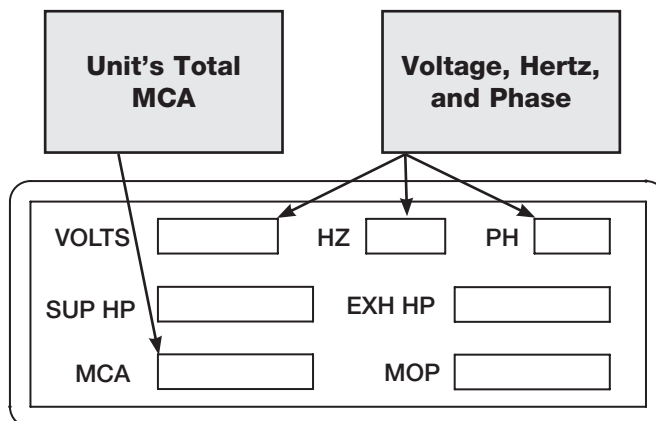 Unit's Total
MCA
Voltage, Hertz,
and Phase
VOLTS HZ PH
SUP HP EXH HP
MCA MOP